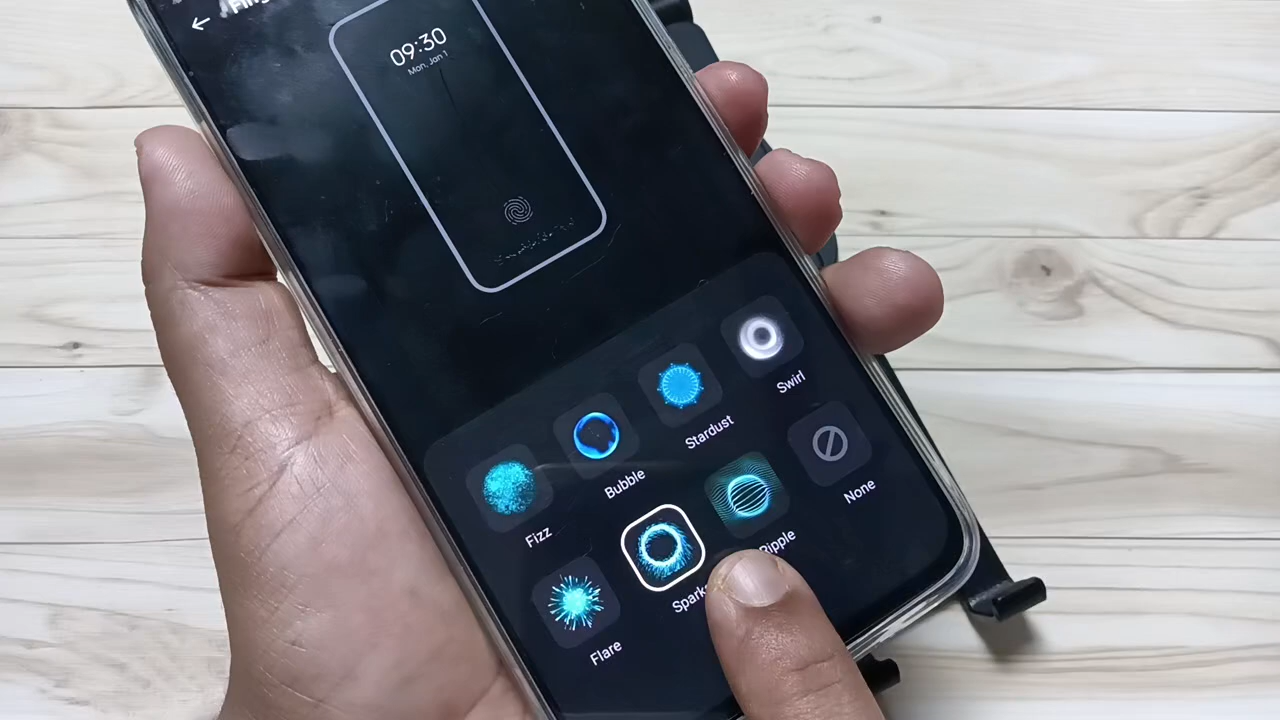 09:30
Mon, Jan 1
Fizz
Bubble
Stardust
Swirl
Flare
Ripple
None